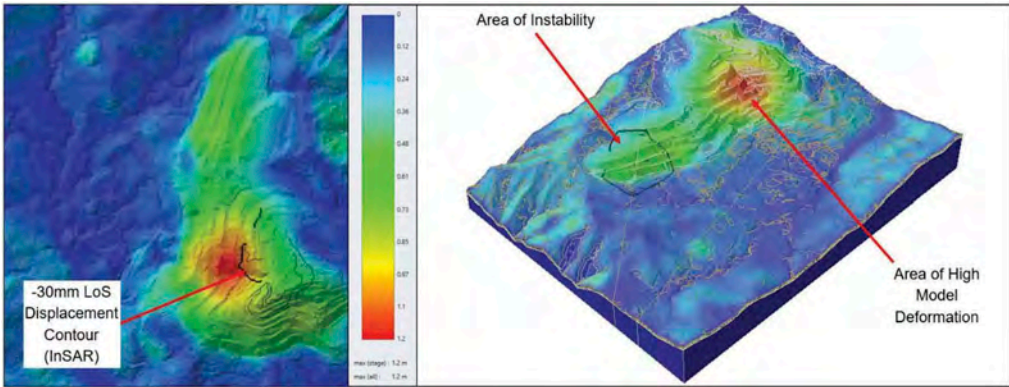 -30mm LoS
Displacement
Contour
(InSAR)
0
0.12
0.24
0.36
0.48
0.61
0.73
0.85
0.97
1.1
1.2
max (stage) : 1.2 m
max (all) : 1.2 m
Area of Instability
Area of High
Model
Deformation